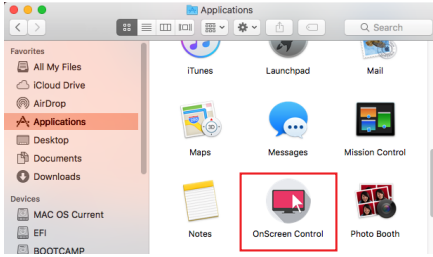 Applications
Search
Favorites
All My Files
iCloud Drive
AirDrop
Applications
Desktop
Documents
Downloads
Devices
MAC OS Current
EFI
BOOTCAMP
iTunes
Launchpad
Mail
3D
Maps
Messages
Mission Control
Notes
OnScreen Control
Photo Booth